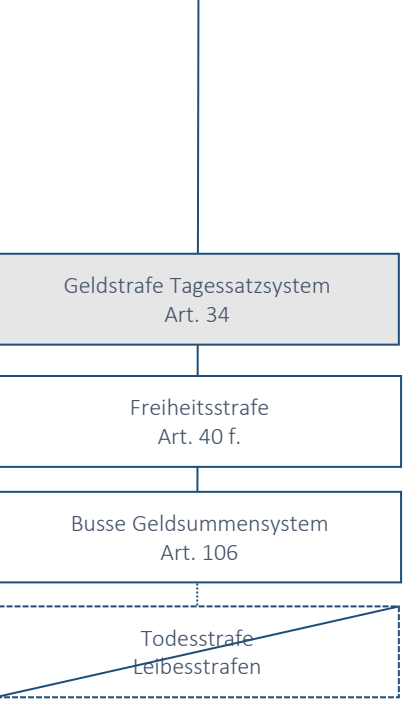 Geldstrafe Tagessatzsystem
Art. 34
Freiheitsstrafe
Art. 40 f.
Busse Geldsummensystem
Art. 106
Todesstrafe
Leibesstrafen